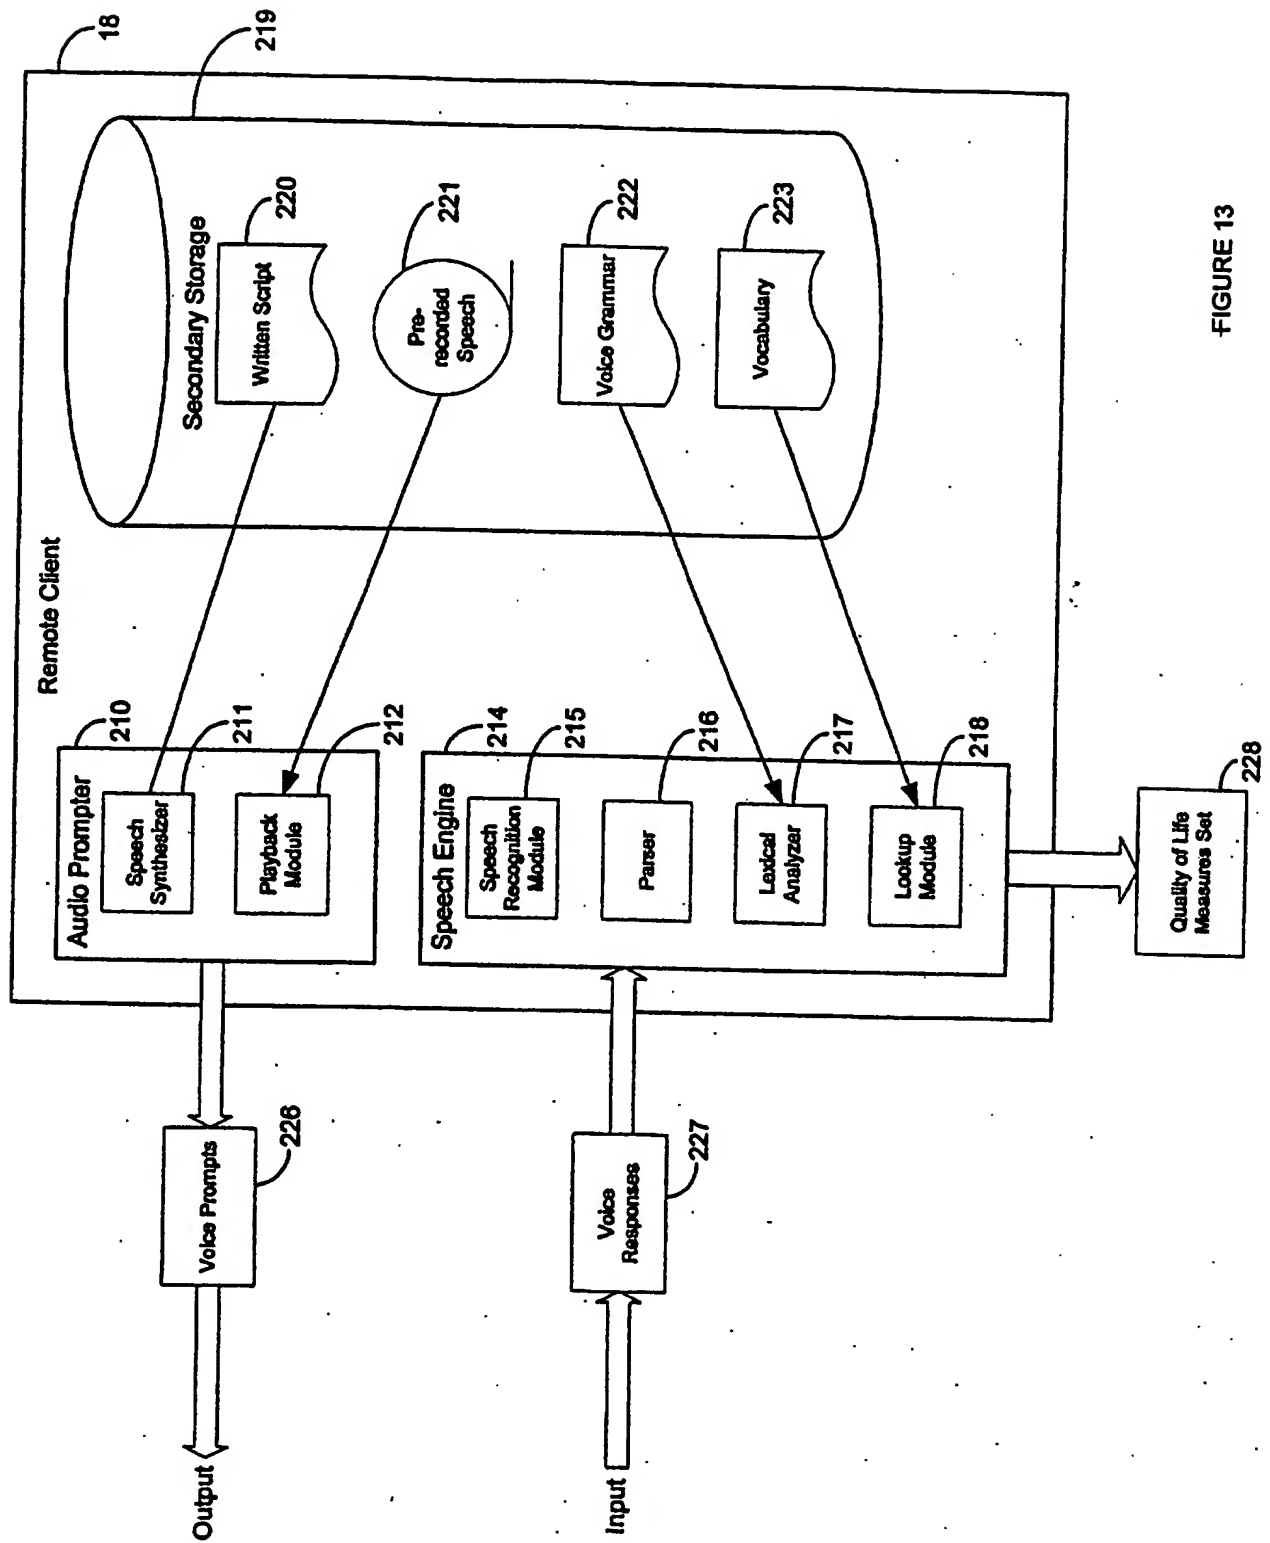 18
Remote Client
219
Secondary Storage
210
Audio Prompter
Speech
Synthesizer
211
Written Script
220
Output
Voice Prompts
226
Playback
Module
212
Pre-
recorded
Speech
221
214
Speech Engine
Speech
Recognition
Module
215
Input
Voice
Responses
227
Parser
216
Voice Grammar
222
Lexical
Analyzer
217
Vocabulary
223
Lookup
Module
218
Quality of Life
Measures Set
228
FIGURE 13